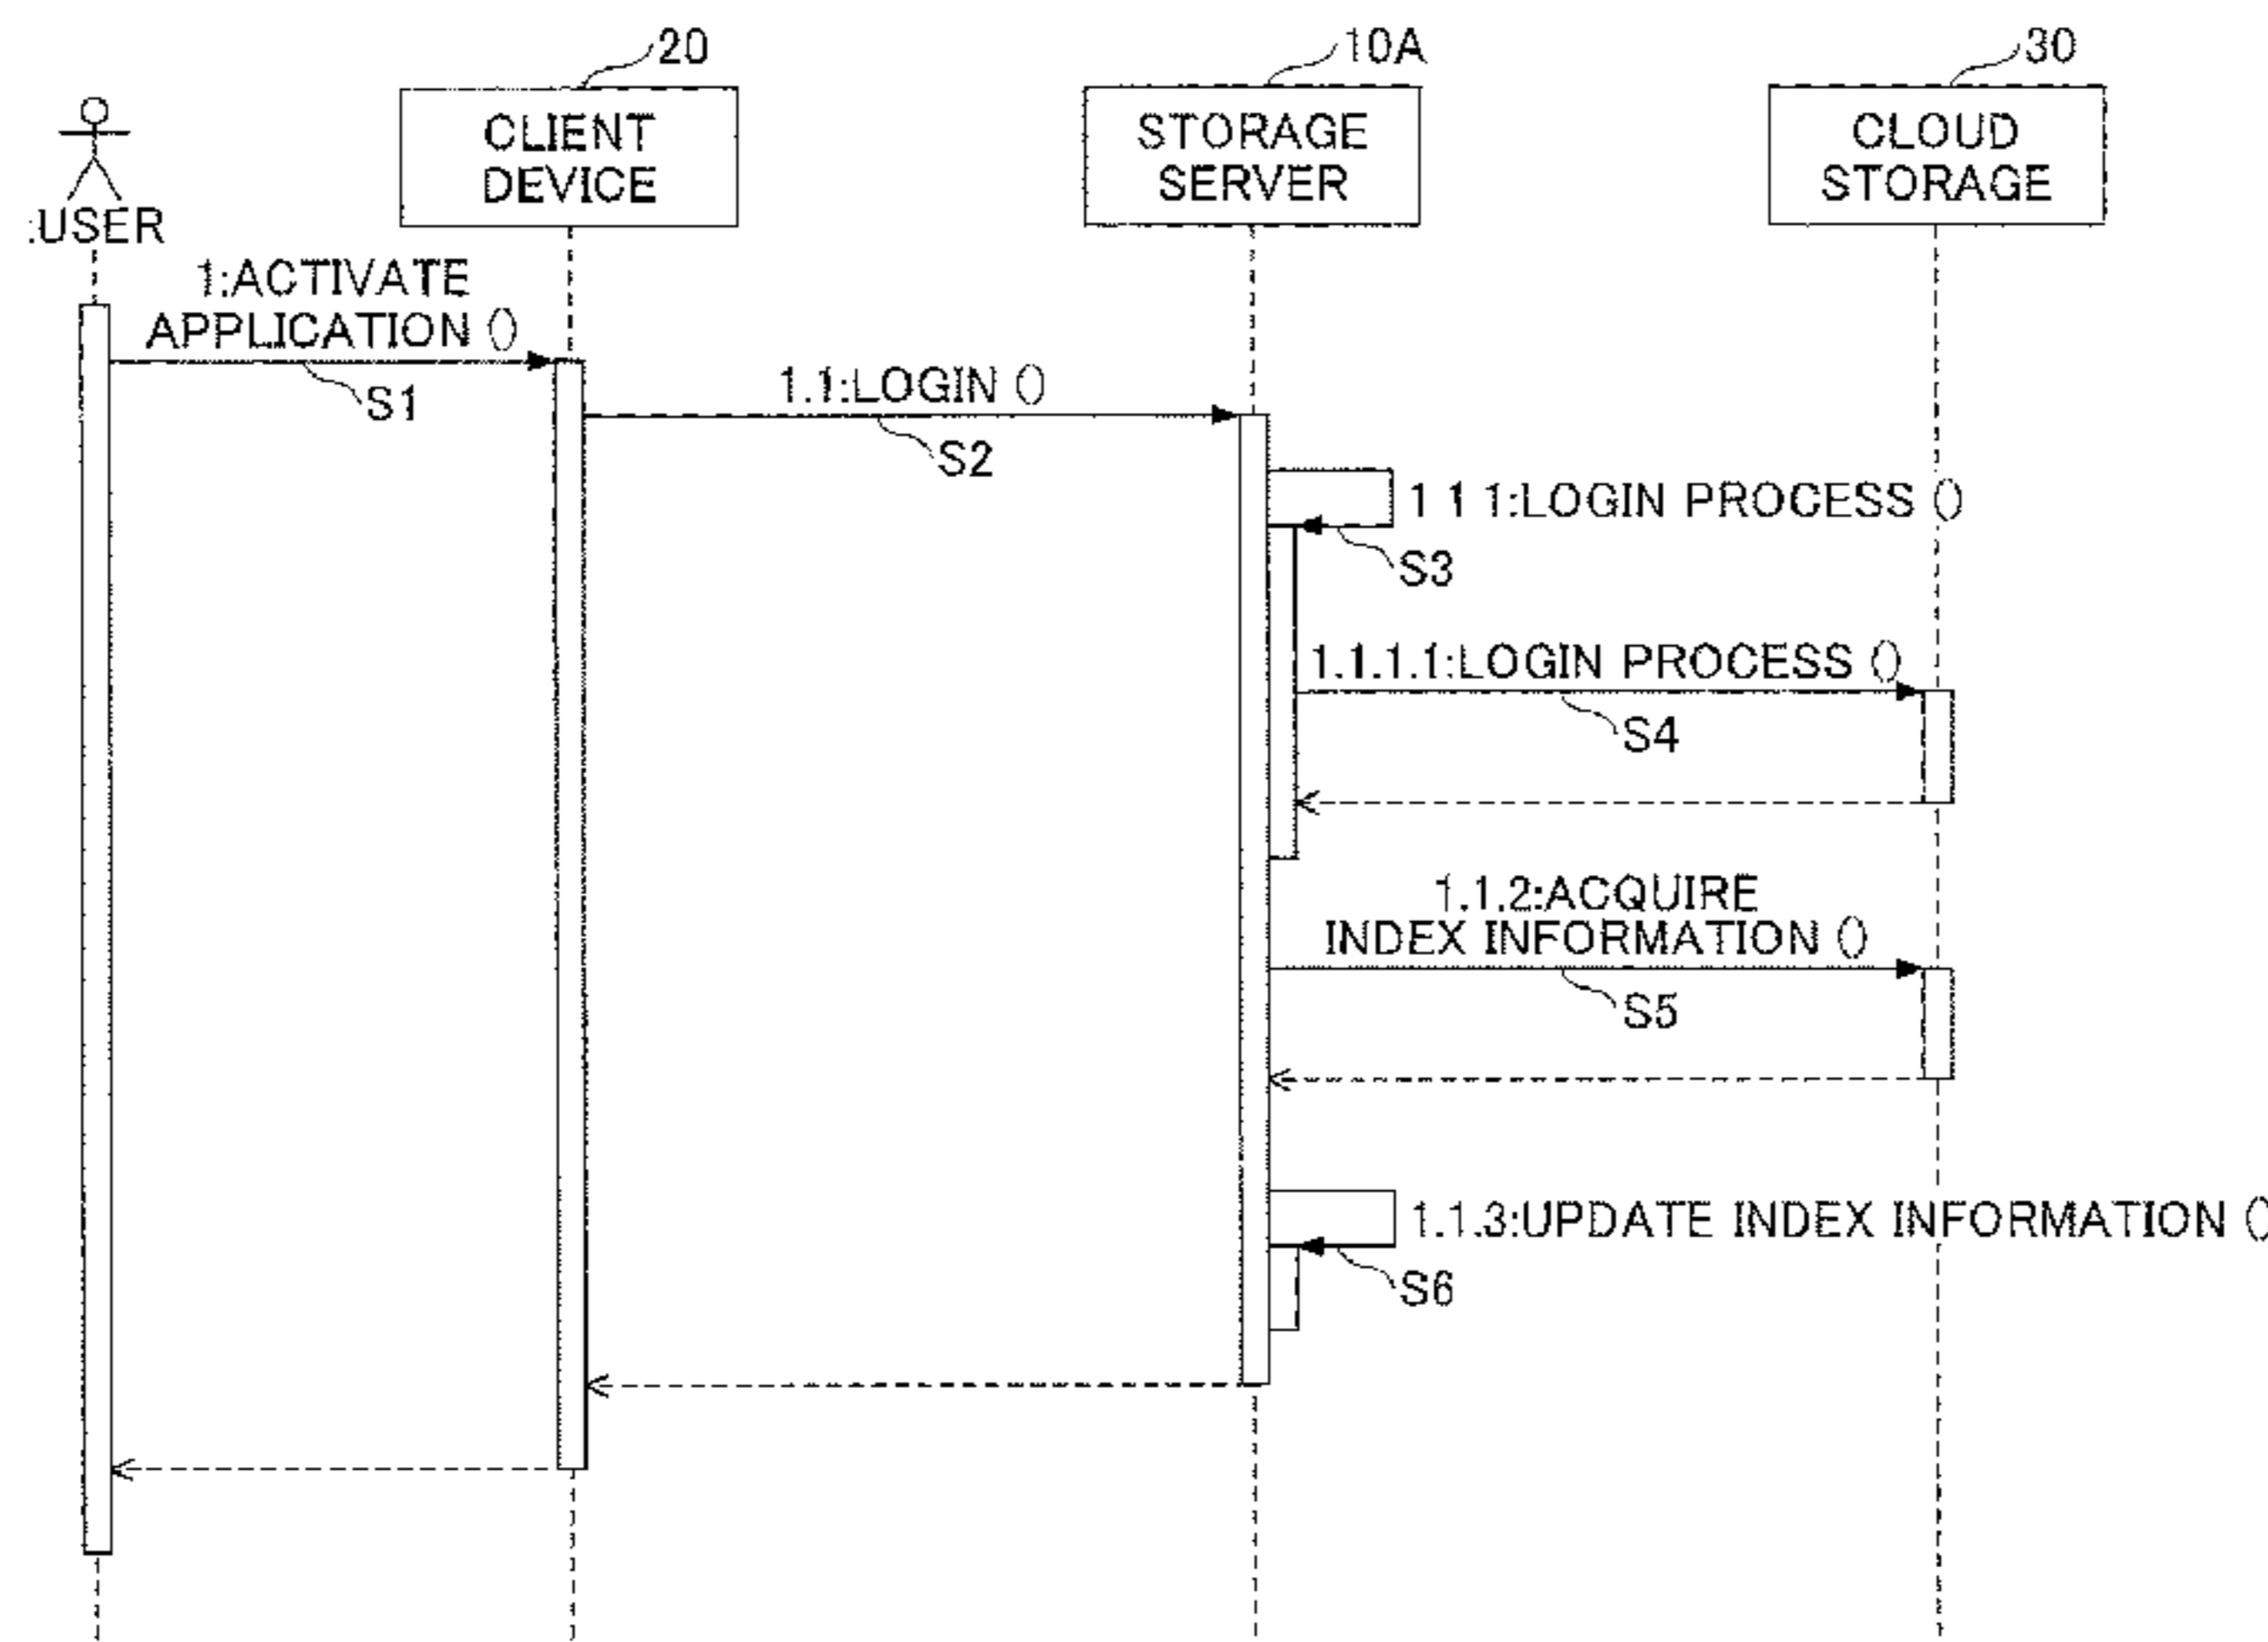 20
10A
30
CLIENT
DEVICE
STORAGE
SERVER
CLOUD
STORAGE
:USER
1:ACTIVATE
APPLICATION ()
S1
1.1:LOGIN ()
S2
1 1 1:LOGIN PROCESS ()
S3
1.1.1.1:LOGIN PROCESS ()
S4
1.1.2:ACQUIRE
INDEX INFORMATION ()
S5
1.1.3:UPDATE INDEX INFORMATION ()
S6